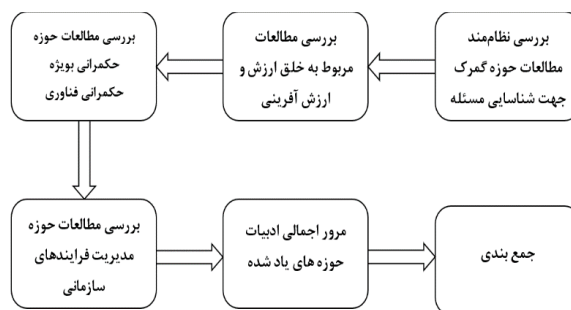 بررسی نظام‌مند
مطالعات حوزه گمرک
جهت شناسایی مسئله
بررسی مطالعات
مربوط به خلق ارزش و
ارزش آفرینی
بررسی مطالعات حوزه
حکمرانی بویژه
حکمرانی فناوری
بررسی مطالعات حوزه
مدیریت فرایندهای
سازمانی
مرور اجمالی ادبیات
حوزه های یاد شده
جمع بندی